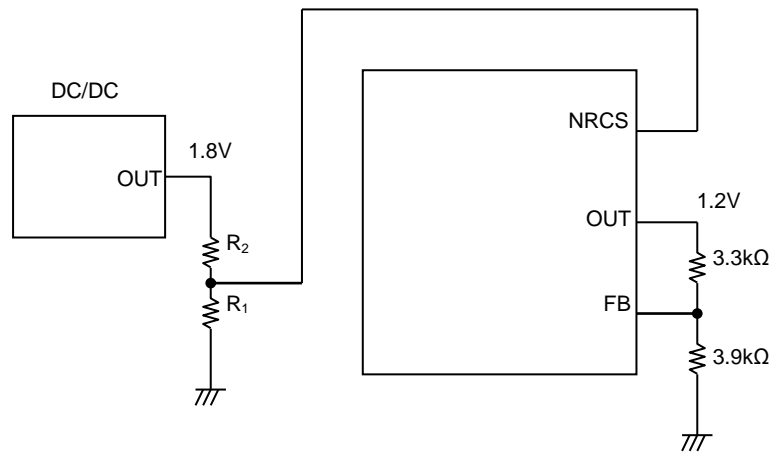 DC/DC
NRCS
1.8V
OUT
1.2V
OUT
R2
3.3kΩ
R1
FB
3.9kΩ